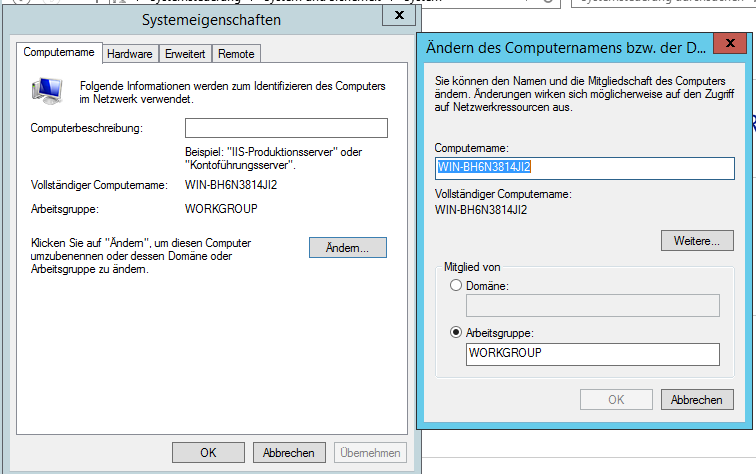 Systemeigenschaften
x
Computername
Hardware
Erweitert
Remote
Folgende Informationen werden zum Identifizieren des Computers
im Netzwerk verwendet.
Computerbeschreibung:
Beispiel: "IIS-Produktionsserver" oder
"Kontoführungsserver".
Vollständiger Computername:
WIN-BH6N3814JI2
Arbeitsgruppe:
WORKGROUP
Klicken Sie auf "Ändern", um diesen Computer
umzubenennen oder dessen Domäne oder
Arbeitsgruppe zu ändern.
Ändern...
OK
Abbrechen
Übernehmen
Ändern des Computernamens bzw. der D...
x
Sie können den Namen und die Mitgliedschaft des Computers
ändern. Änderungen wirken sich möglicherweise auf den Zugriff
auf Netzwerkressourcen aus.
Computername:
WIN-BH6N3814JI2
Vollständiger Computername:
WIN-BH6N3814JI2
Weitere...
Mitglied von
Domäne:
Arbeitsgruppe:
WORKGROUP
OK
Abbrechen